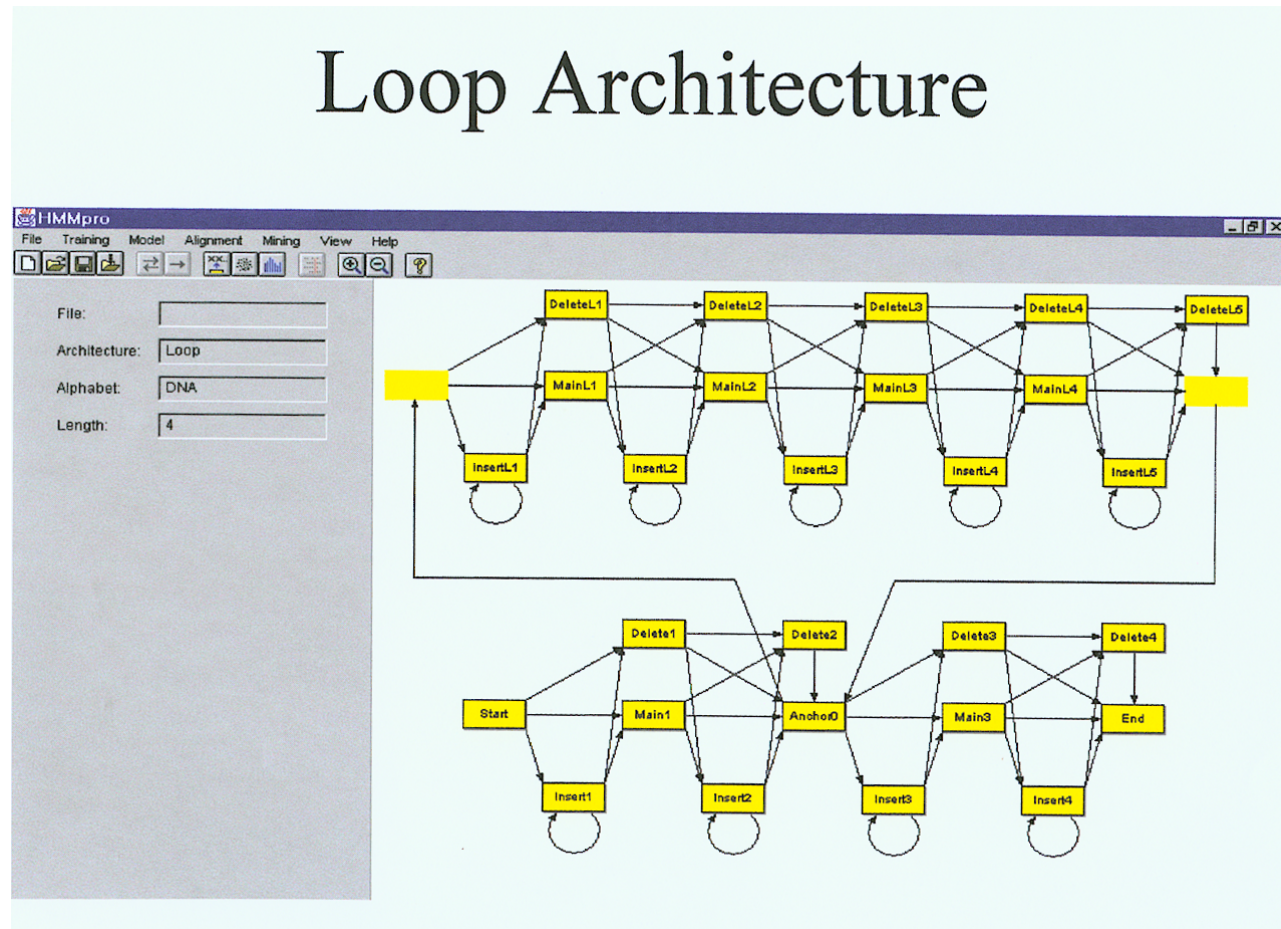 Loop Architecture
HMMpro
File Training Model Alignment Mining View Help
File:
Architecture: Loop
Alphabet: DNA
Length: 4
DeleteL1 DeleteL2 DeleteL3 DeleteL4 DeleteL5
MainL1 MainL2 MainL3 MainL4
InsertL1 InsertL2 InsertL3 InsertL4 InsertL5
Delete1 Delete2 Delete3 Delete4
Start Main1 Anchor0 Main3 End
Insert1 Insert2 Insert3 Insert4